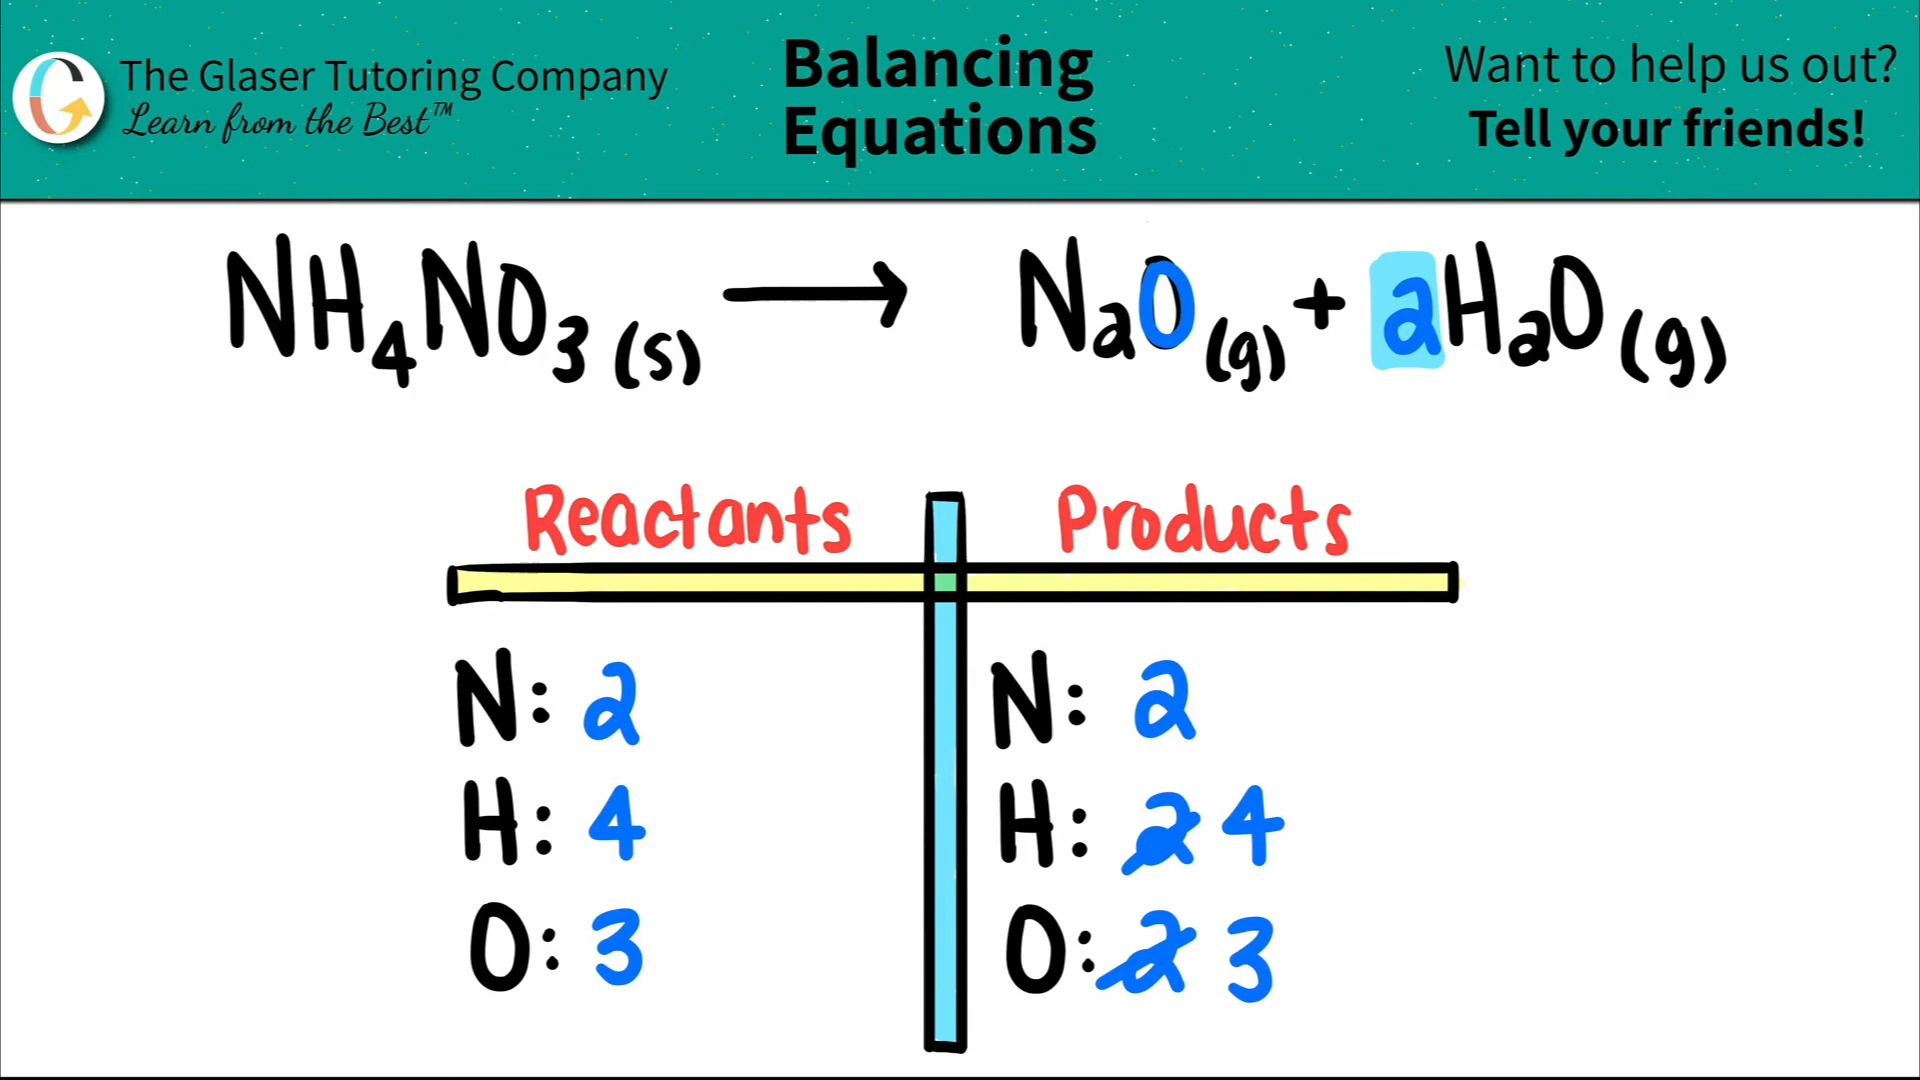 The Glaser Tutoring Company
Learn from the Best™
Balancing
Equations
Want to help us out?
Tell your friends!
NH₄NO₃ (s) → N₂O (g) + 2H₂O (g)
Reactants Products
N: 2 N: 2
H: 4 H: 2 4
O: 3 O: 2 3